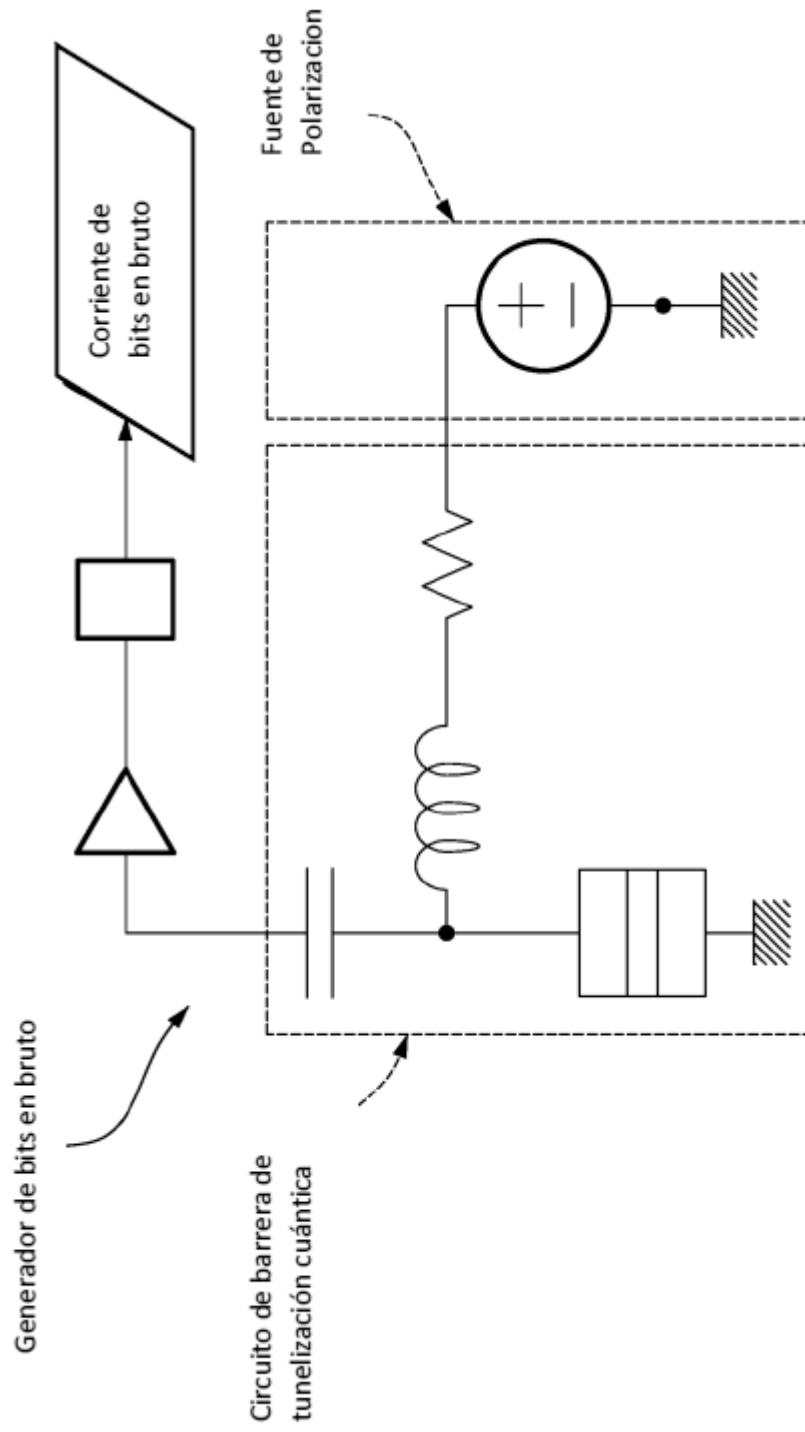 Generador de bits en bruto
Corriente de
bits en bruto
Circuito de barrera de
tunelización cuántica
Fuente de
Polarizacion